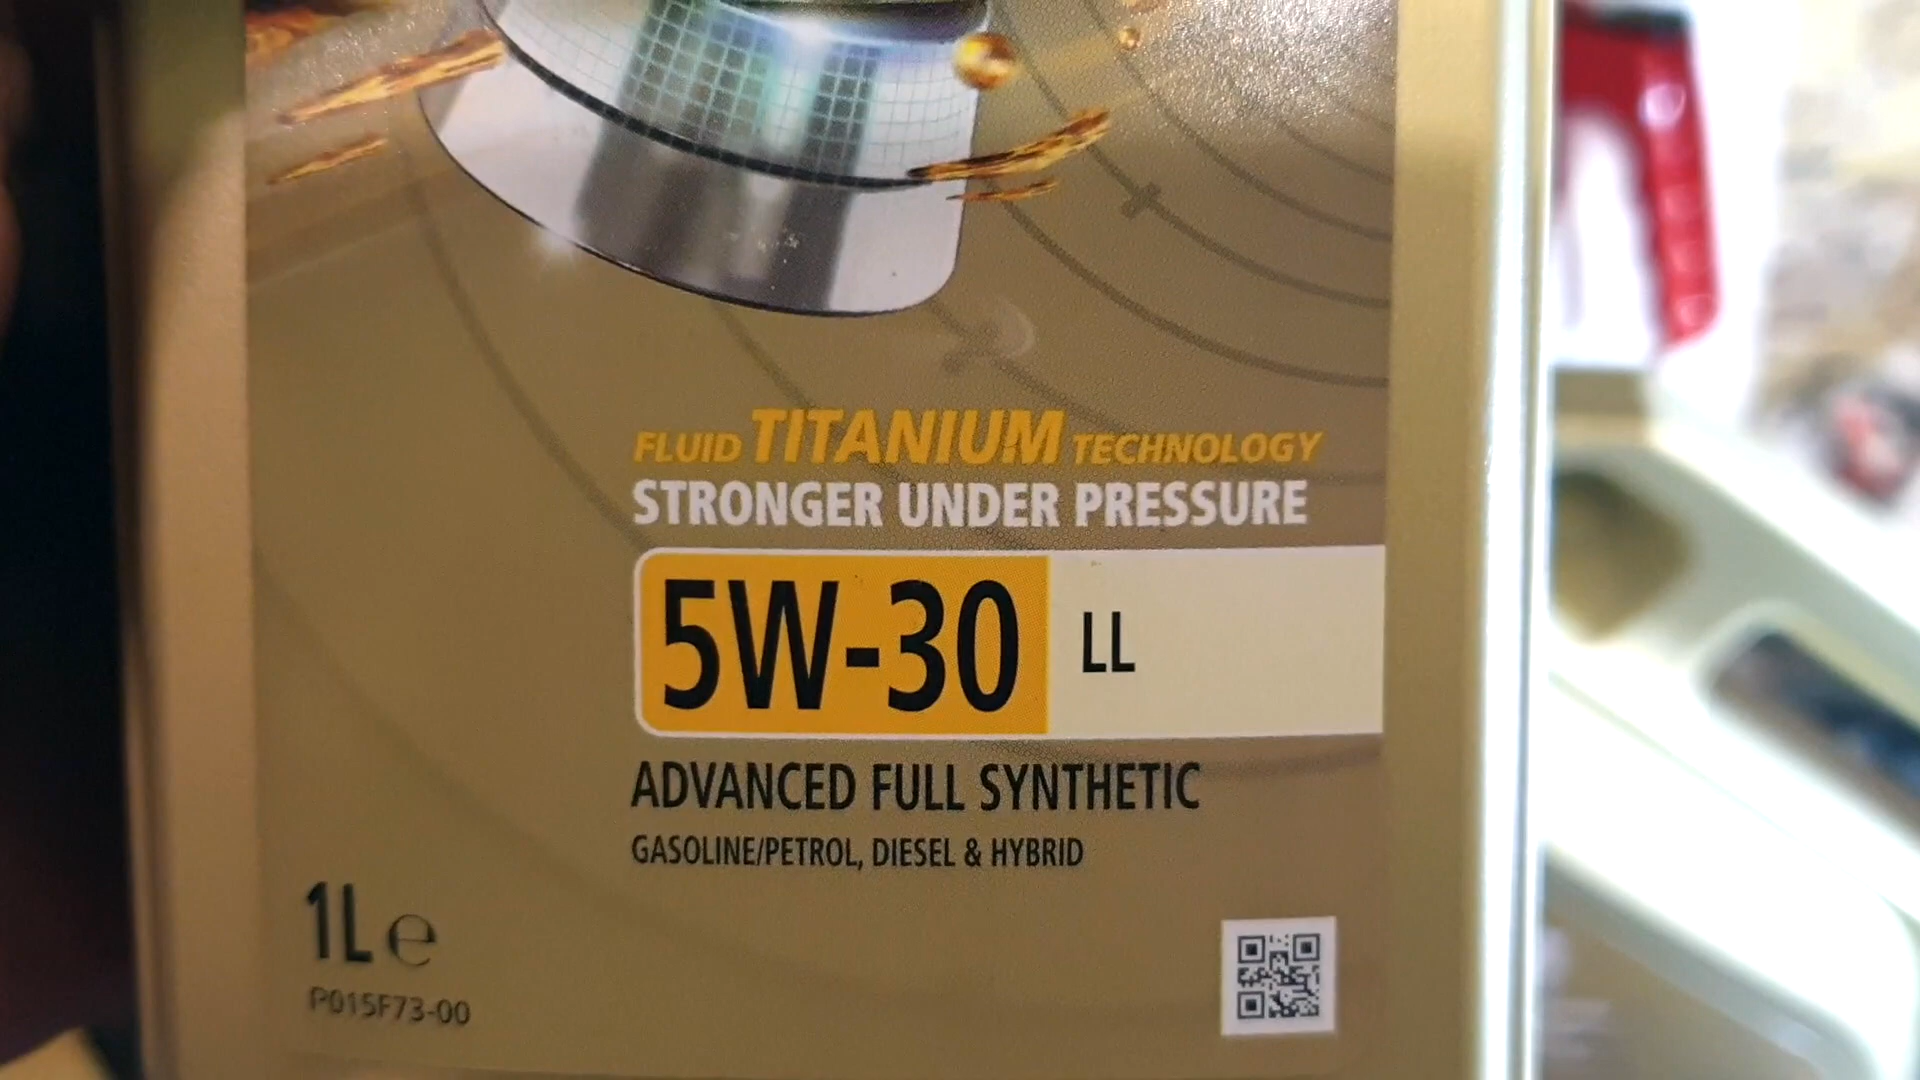 FLUID TITANIUM TECHNOLOGY
STRONGER UNDER PRESSURE
5W-30 LL
ADVANCED FULL SYNTHETIC
GASOLINE/PETROL, DIESEL & HYBRID
1L e
P015F73-00